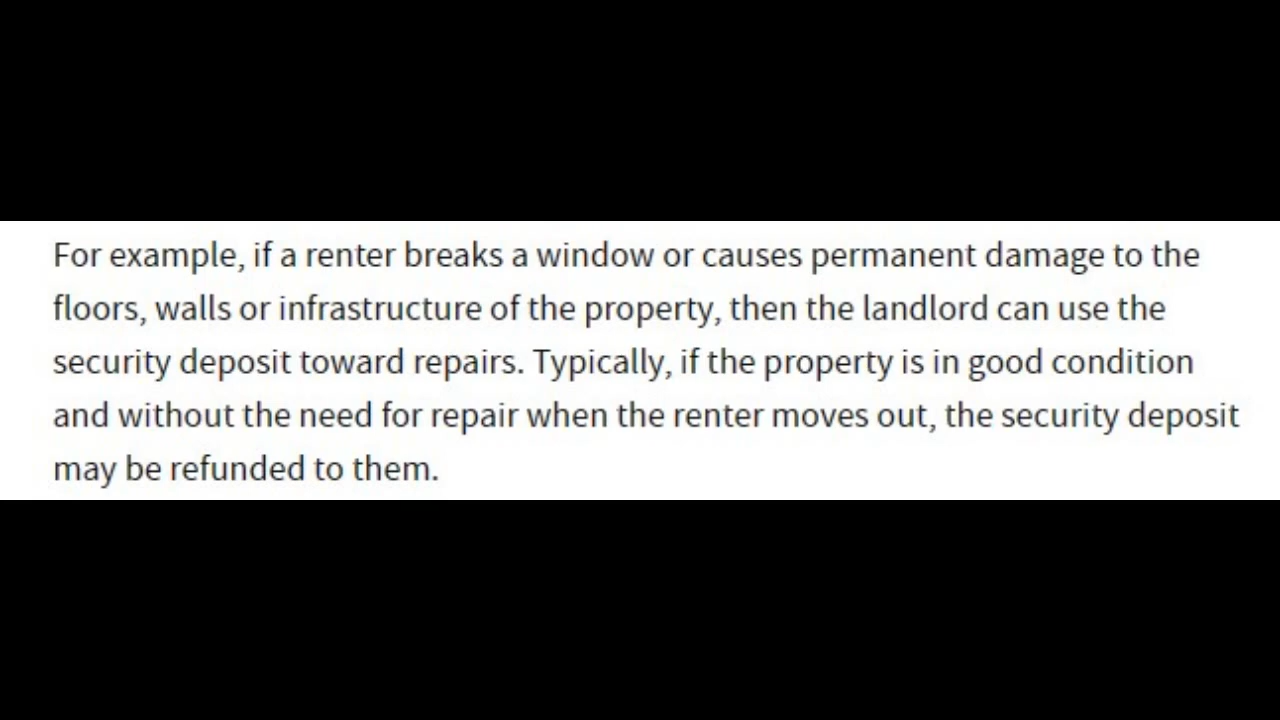 For example, if a renter breaks a window or causes permanent damage to the
floors, walls or infrastructure of the property, then the landlord can use the
security deposit toward repairs. Typically, if the property is in good condition
and without the need for repair when the renter moves out, the security deposit
may be refunded to them.